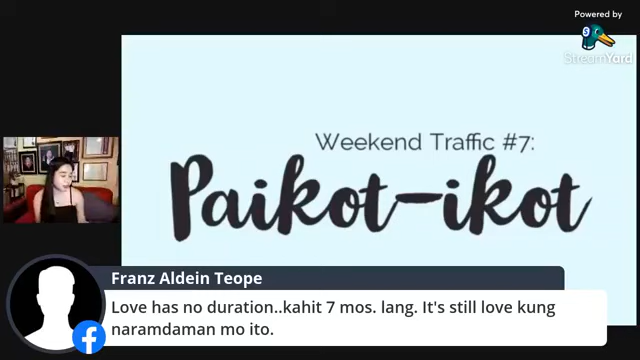 Powered by
StreamYard
Weekend Traffic #7:
Paikot-ikot
Franz Aldein Teope
Love has no duration..kahit 7 mos. lang. It's still love kung
naramdaman mo ito.